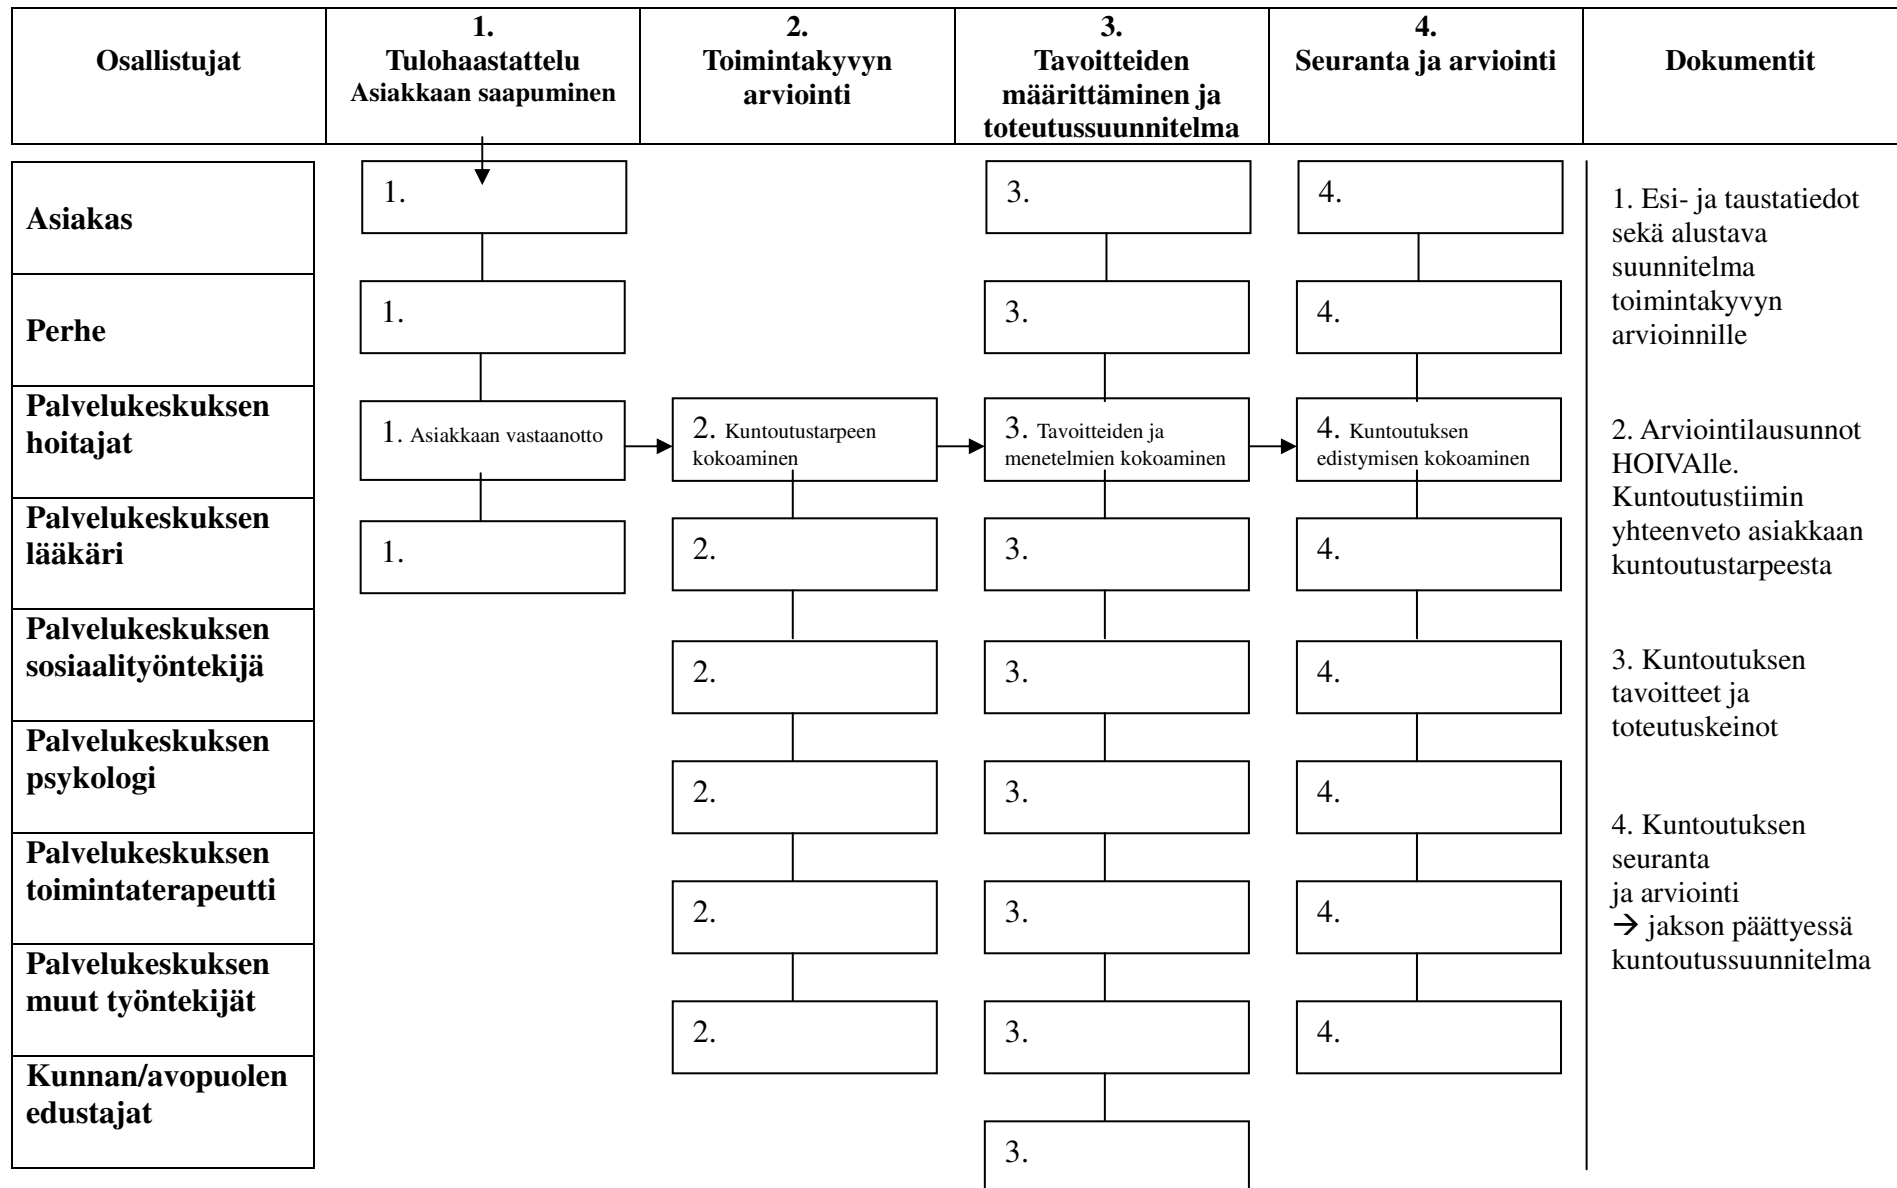 Osallistujat
1.
Tulohaastattelu
Asiakkaan saapuminen
2.
Toimintakyvyn
arviointi
3.
Tavoitteiden
määrittäminen ja
toteutussuunnitelma
4.
Seuranta ja arviointi
Dokumentit
Asiakas
1.
3.
4.
Perhe
1.
3.
4.
Palvelukeskuksen
hoitajat
1. Asiakkaan vastaanotto
2. Kuntoutustarpeen
kokoaminen
3. Tavoitteiden ja
menetelmien kokoaminen
4. Kuntoutuksen
edistymisen kokoaminen
Palvelukeskuksen
lääkäri
1.
2.
3.
4.
Palvelukeskuksen
sosiaalityöntekijä
2.
3.
4.
Palvelukeskuksen
psykologi
2.
3.
4.
Palvelukeskuksen
toimintaterapeutti
2.
3.
4.
Palvelukeskuksen
muut työntekijät
2.
3.
4.
Kunnan/avopuolen
edustajat
3.
1. Esi- ja taustatiedot
sekä alustava
suunnitelma
toimintakyvyn
arvioinnille
2. Arviointilausunnot
HOIVAlle.
Kuntoutustiimin
yhteenveto asiakkaan
kuntoutustarpeesta
3. Kuntoutuksen
tavoitteet ja
toteutuskeinot
4. Kuntoutuksen
seuranta
ja arviointi
→ jakson päättyessä
kuntoutussuunnitelma